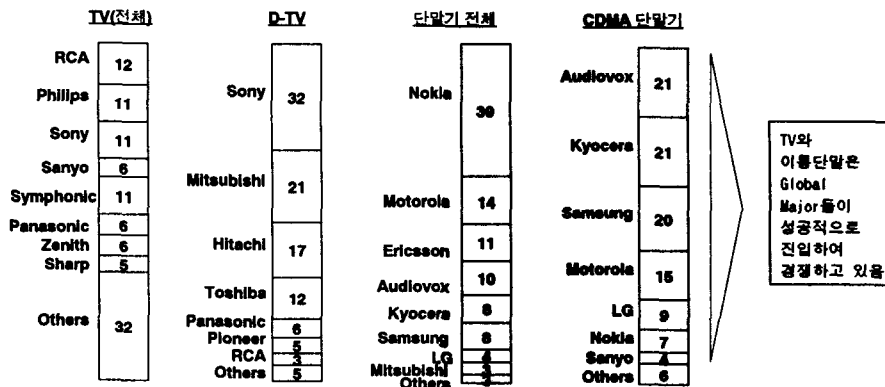 TV(전체)
RCA 12
Philips 11
Sony 11
Sanyo 6
Symphonic 11
Panasonic 6
Zenith 6
Sharp 5
Others 32
D-TV
Sony 32
Mitsubishi 21
Hitachi 17
Toshiba 12
Panasonic 6
Pioneer 5
RCA 3
Others 5
단말기 전체
Nokia 39
Motorola 14
Ericsson 11
Audiovox 10
Kyocera 8
Samsung 8
LG 4
Mitsubishi 3
Others
CDMA 단말기
Audiovox 21
Kyocera 21
Samsung 20
Motorola 15
LG 9
Nokia 7
Sanyo 4
Others 6
TV와
이동단말은
Global
Major들이
성공적으로
진입하여
경쟁하고 있음